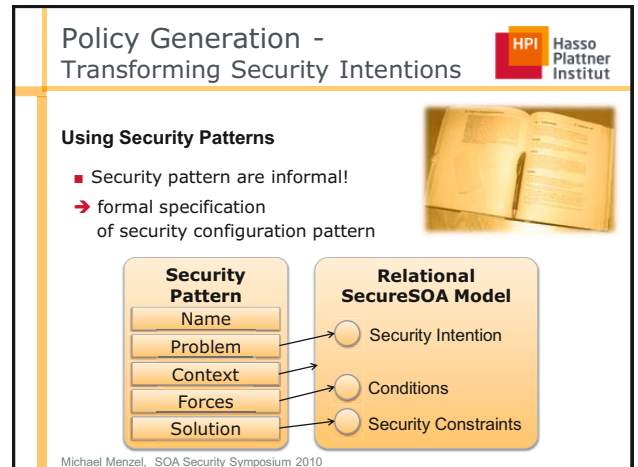 Policy Generation -
Transforming Security Intentions
HPI Hasso
Plattner
Institut
Using Security Patterns
Security pattern are informal!
➔ formal specification
of security configuration pattern
Security
Pattern
Name
Problem
Context
Forces
Solution
Relational
SecureSOA Model
Security Intention
Conditions
Security Constraints
Michael Menzel, SOA Security Symposium 2010